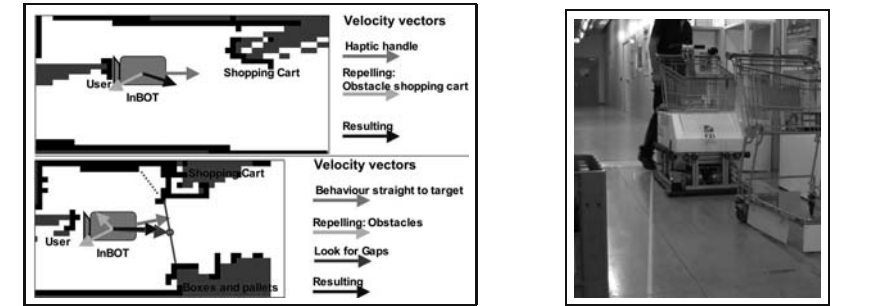 Velocity vectors
Haptic handle
Shopping Cart
Repelling:
Obstacle shopping cart
User
InBOT
Resulting
Velocity vectors
Shopping Cart
Behaviour straight to target
Repelling: Obstacles
User
InBOT
Look for Gaps
Boxes and pallets
Resulting